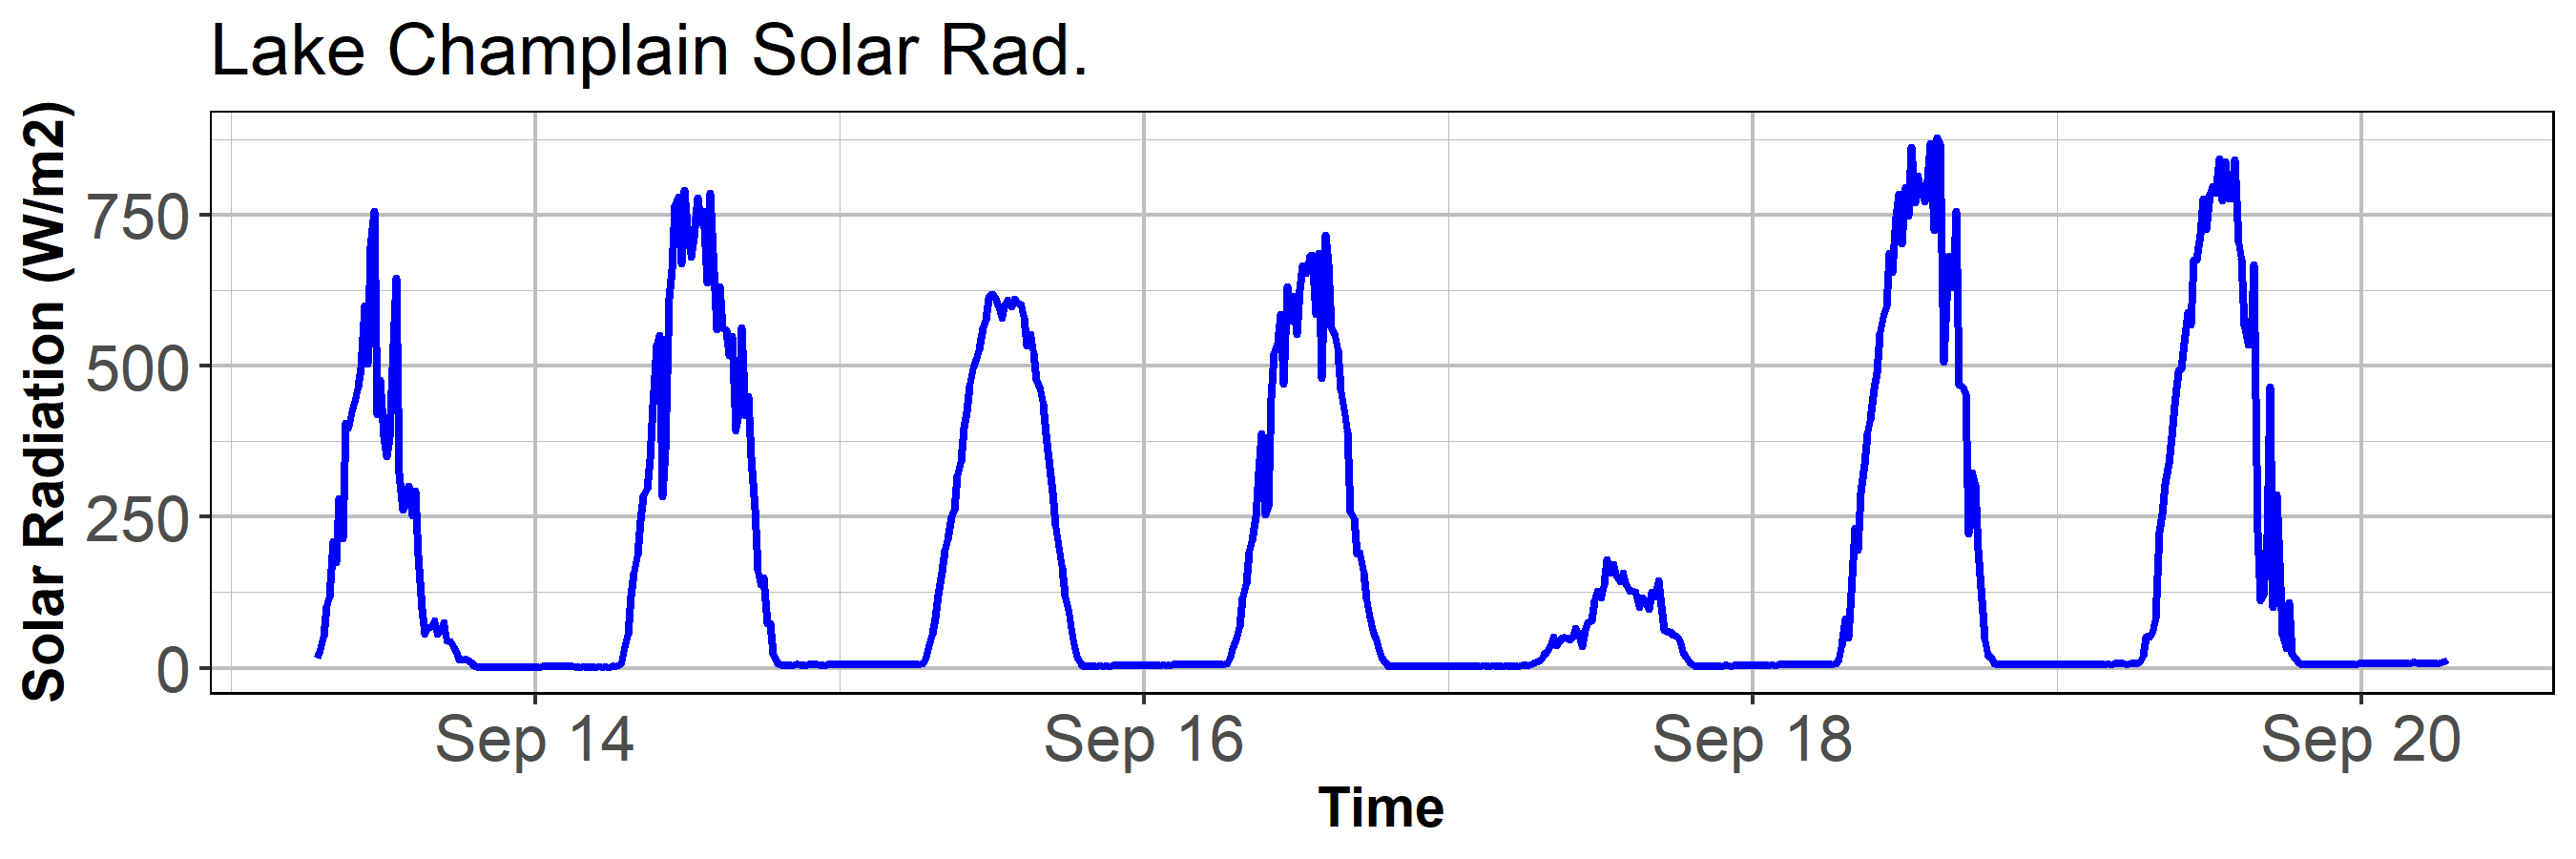 Lake Champlain Solar Rad.
Solar Radiation (W/m2)
750
500
250
0
Sep 14 Sep 16 Sep 18 Sep 20
Time